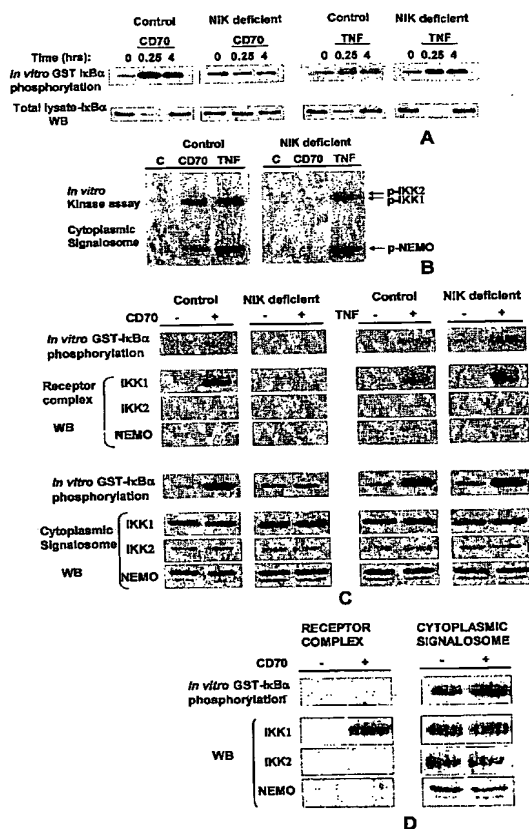 Control NIK deficient Control NIK deficient
CD70 CD70 TNF TNF
Time (hrs): 0 0.25 4 0 0.25 4 0 0.25 4 0 0.25 4
In vitro GST IκBα
phosphorylation
Total lysate-IκBα
WB
A
Control NIK deficient
C CD70 TNF C CD70 TNF
In vitro
Kinase assay
p-IKK2
p-IKK1
Cytoplasmic
Signalosome
p-NEMO
B
Control NIK deficient Control NIK deficient
CD70 - + - + TNF - + - +
In vitro GST-IκBα
phosphorylation
Receptor
complex
WB
IKK1
IKK2
NEMO
In vitro GST-IκBα
phosphorylation
Cytoplasmic
Signalosome
WB
IKK1
IKK2
NEMO
C
RECEPTOR
COMPLEX
CYTOPLASMIC
SIGNALOSOME
CD70 - + - +
In vitro GST-IκBα
phosphorylation
WB
IKK1
IKK2
NEMO
D